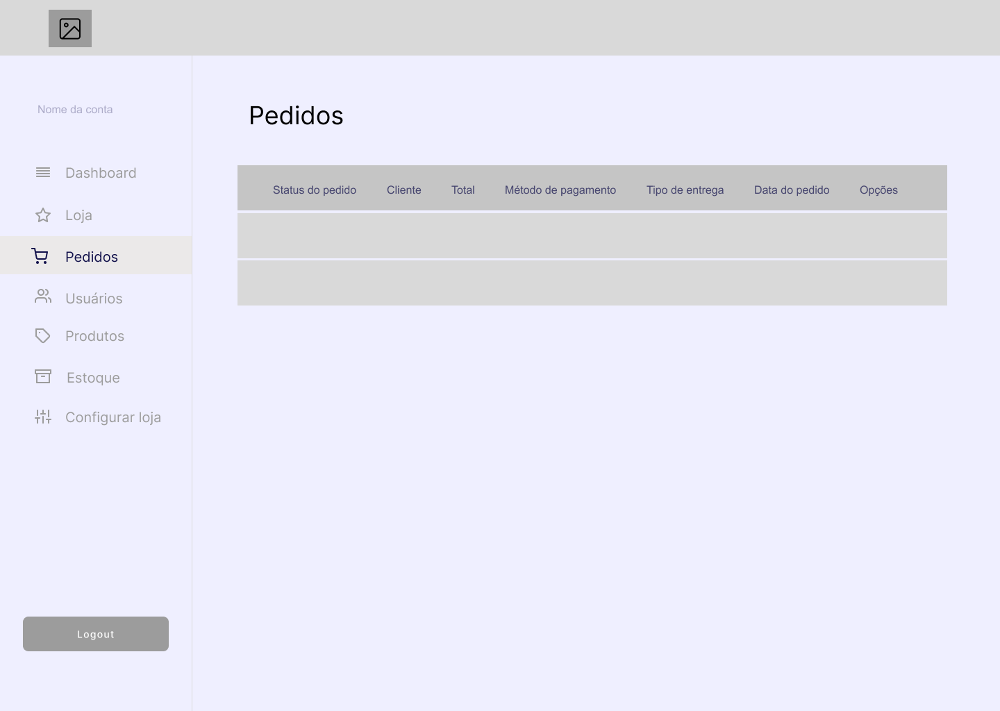 Nome da conta
Dashboard
Loja
Pedidos
Usuários
Produtos
Estoque
Configurar loja
Logout
Pedidos
Status do pedido Cliente Total Método de pagamento Tipo de entrega Data do pedido Opções